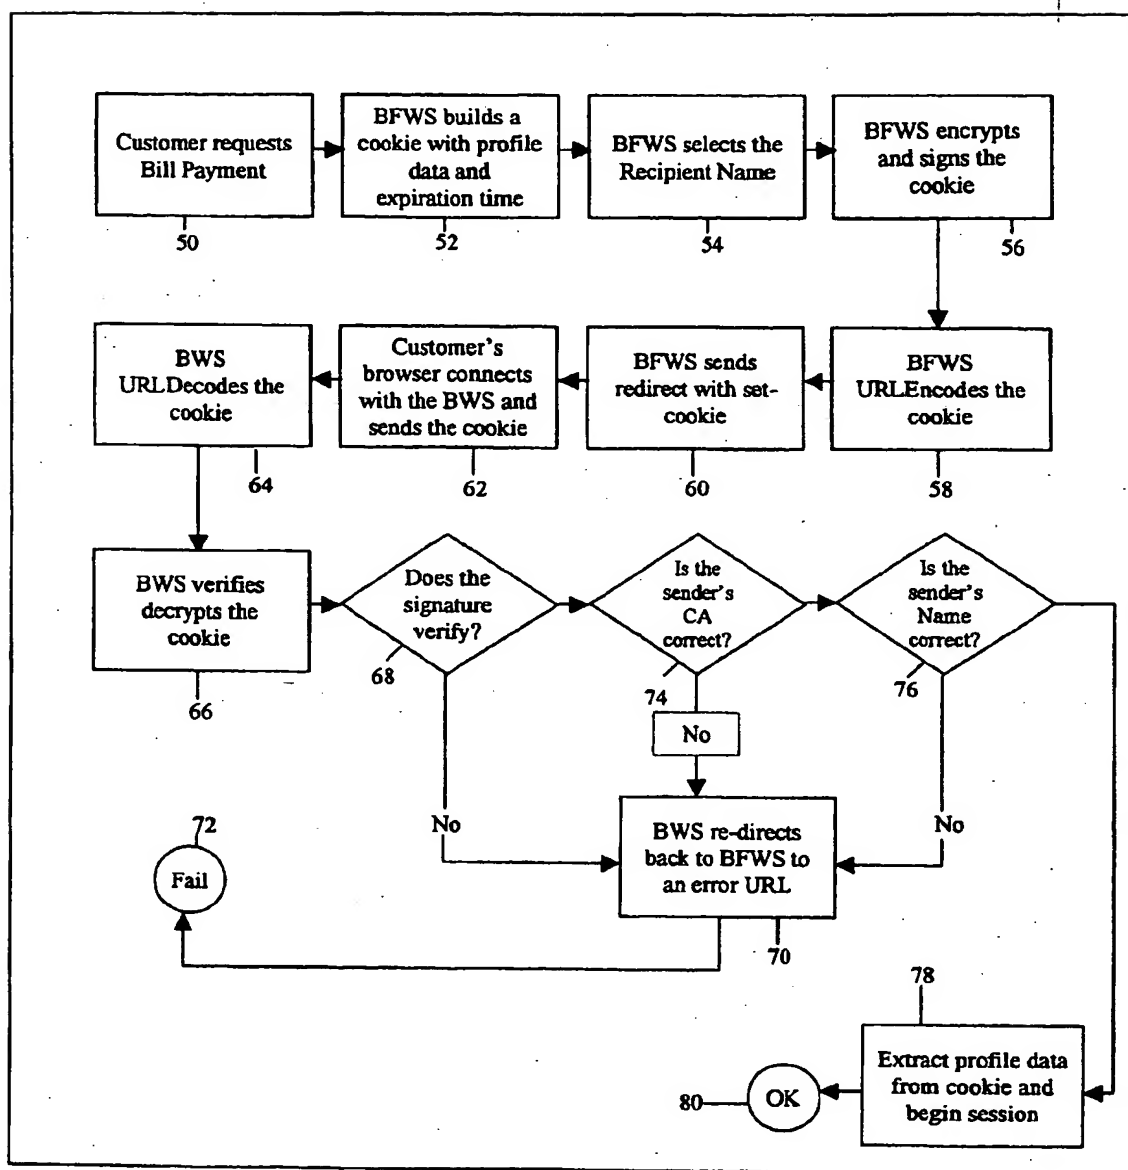 Customer requests
Bill Payment
50
BFWS builds a
cookie with profile
data and
expiration time
52
BFWS selects the
Recipient Name
54
BFWS encrypts
and signs the
cookie
56
BWS
URLDecodes the
cookie
64
Customer's
browser connects
with the BWS and
sends the cookie
62
BFWS sends
redirect with set-
cookie
60
BFWS
URLEncodes the
cookie
58
BWS verifies
decrypts the
cookie
66
Does the
signature
verify?
68
Is the
sender's
CA
correct?
74
Is the
sender's
Name
correct?
76
No
No
No
72
Fail
BWS re-directs
back to BFWS to
an error URL
70
78
Extract profile data
from cookie and
begin session
80
OK